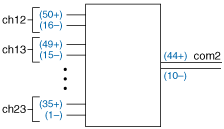 ch12
(50+)
(16–)
ch13
(49+)
(15–)
(44+) com2
(10–)
ch23
(35+)
(1–)